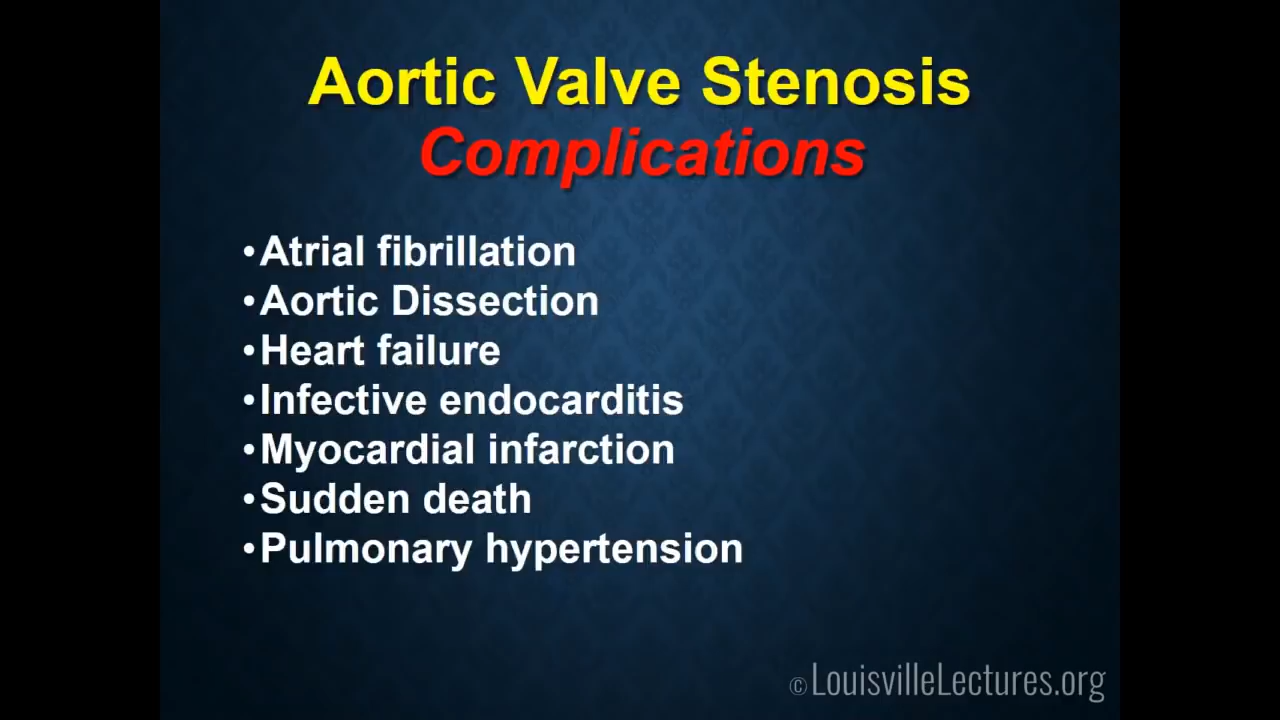 Aortic Valve Stenosis
Complications
•Atrial fibrillation
•Aortic Dissection
•Heart failure
•Infective endocarditis
•Myocardial infarction
•Sudden death
•Pulmonary hypertension
© LouisvilleLectures.org